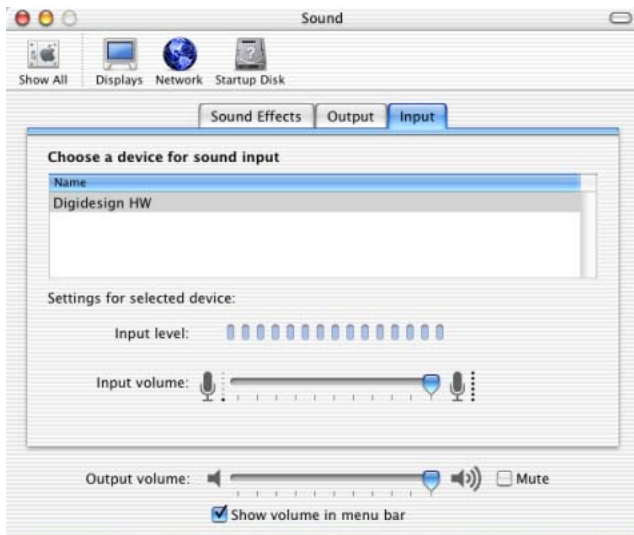 Sound
Show All Displays Network Startup Disk
Sound Effects Output Input
Choose a device for sound input
Name
Digidesign HW
Settings for selected device:
Input level:
Input volume:
Output volume: Mute
Show volume in menu bar